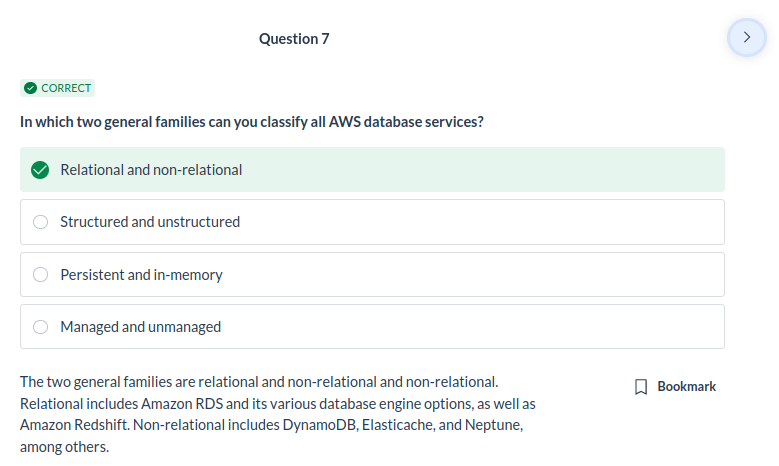 Question 7
CORRECT
In which two general families can you classify all AWS database services?
Relational and non-relational
Structured and unstructured
Persistent and in-memory
Managed and unmanaged
The two general families are relational and non-relational and non-relational.
Relational includes Amazon RDS and its various database engine options, as well as
Amazon Redshift. Non-relational includes DynamoDB, Elasticache, and Neptune,
among others.
Bookmark